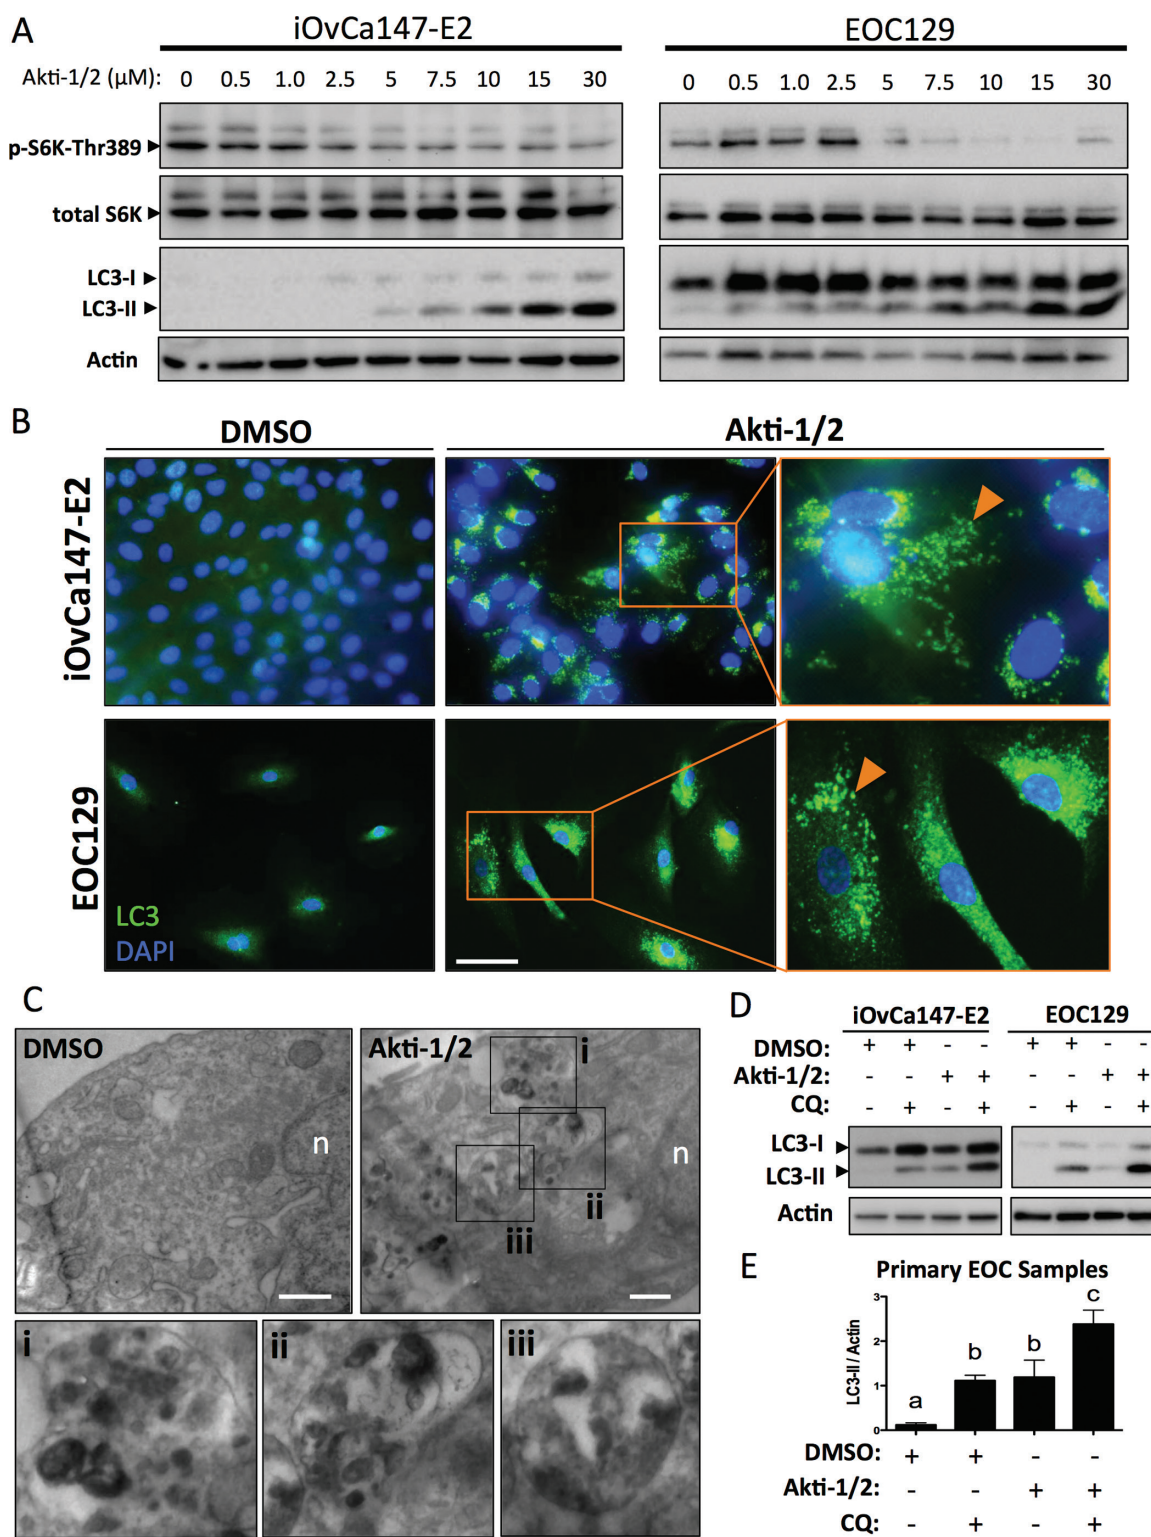 A
iOvCa147-E2
EOC129
Akti-1/2 (μM): 0 0.5 1.0 2.5 5 7.5 10 15 30 0 0.5 1.0 2.5 5 7.5 10 15 30
p-S6K-Thr389
total S6K
LC3-I
LC3-II
Actin
B
DMSO
Akti-1/2
iOvCa147-E2
EOC129
LC3
DAPI
C
DMSO
n
Akti-1/2
i
ii
iii
n
i
ii
iii
D
iOvCa147-E2
EOC129
DMSO: + + - - + + - -
Akti-1/2: - - + + - - + +
CQ: - + - + - + - +
LC3-I
LC3-II
Actin
E
Primary EOC Samples
LC3-II / Actin
3
2
1
0
a
b
b
c
DMSO: + + - -
Akti-1/2: - - + +
CQ: - + - +